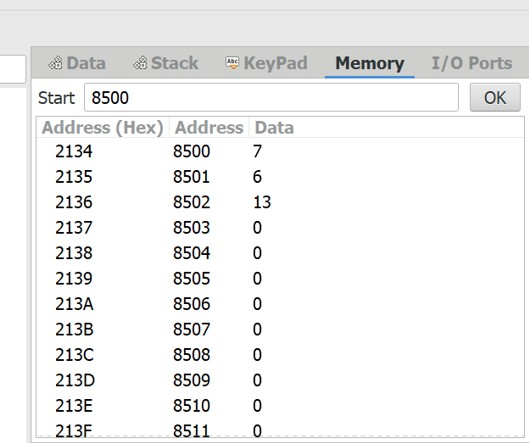 Data Stack Abc KeyPad Memory I/O Ports
Start 8500 OK
Address (Hex) Address Data
2134 8500 7
2135 8501 6
2136 8502 13
2137 8503 0
2138 8504 0
2139 8505 0
213A 8506 0
213B 8507 0
213C 8508 0
213D 8509 0
213E 8510 0
213F 8511 0